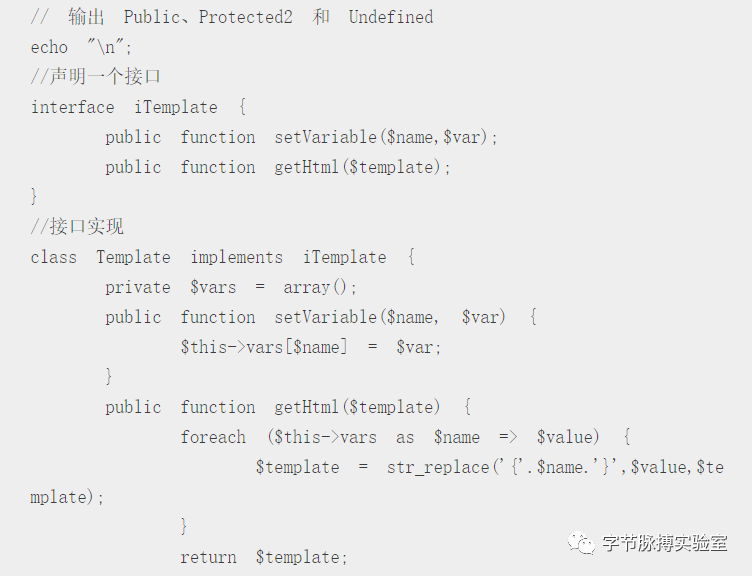 // 输出 Public、Protected2 和 Undefined
echo "\n";
//声明一个接口
interface iTemplate {
public function setVariable($name,$var);
public function getHtml($template);
}
//接口实现
class Template implements iTemplate {
private $vars = array();
public function setVariable($name, $var) {
$this->vars[$name] = $var;
}
public function getHtml($template) {
foreach ($this->vars as $name => $value) {
$template = str_replace('{'.$name.'}',$value,$te
mplate);
}
return $template;
字节脉搏实验室